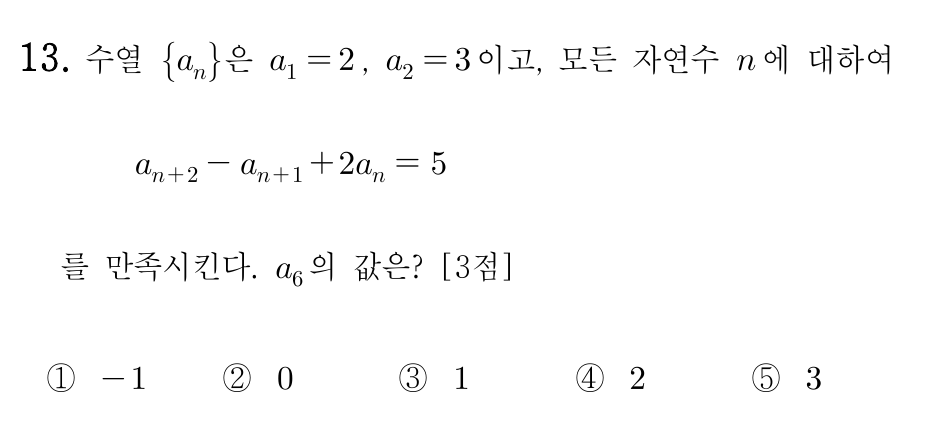 13. 수열 {aₙ}은 a₁ = 2, a₂ = 3이고, 모든 자연수 n에 대하여
aₙ₊₂ − aₙ₊₁ + 2aₙ = 5
를 만족시킨다. a₆의 값은? [3점]
① −1 ② 0 ③ 1 ④ 2 ⑤ 3